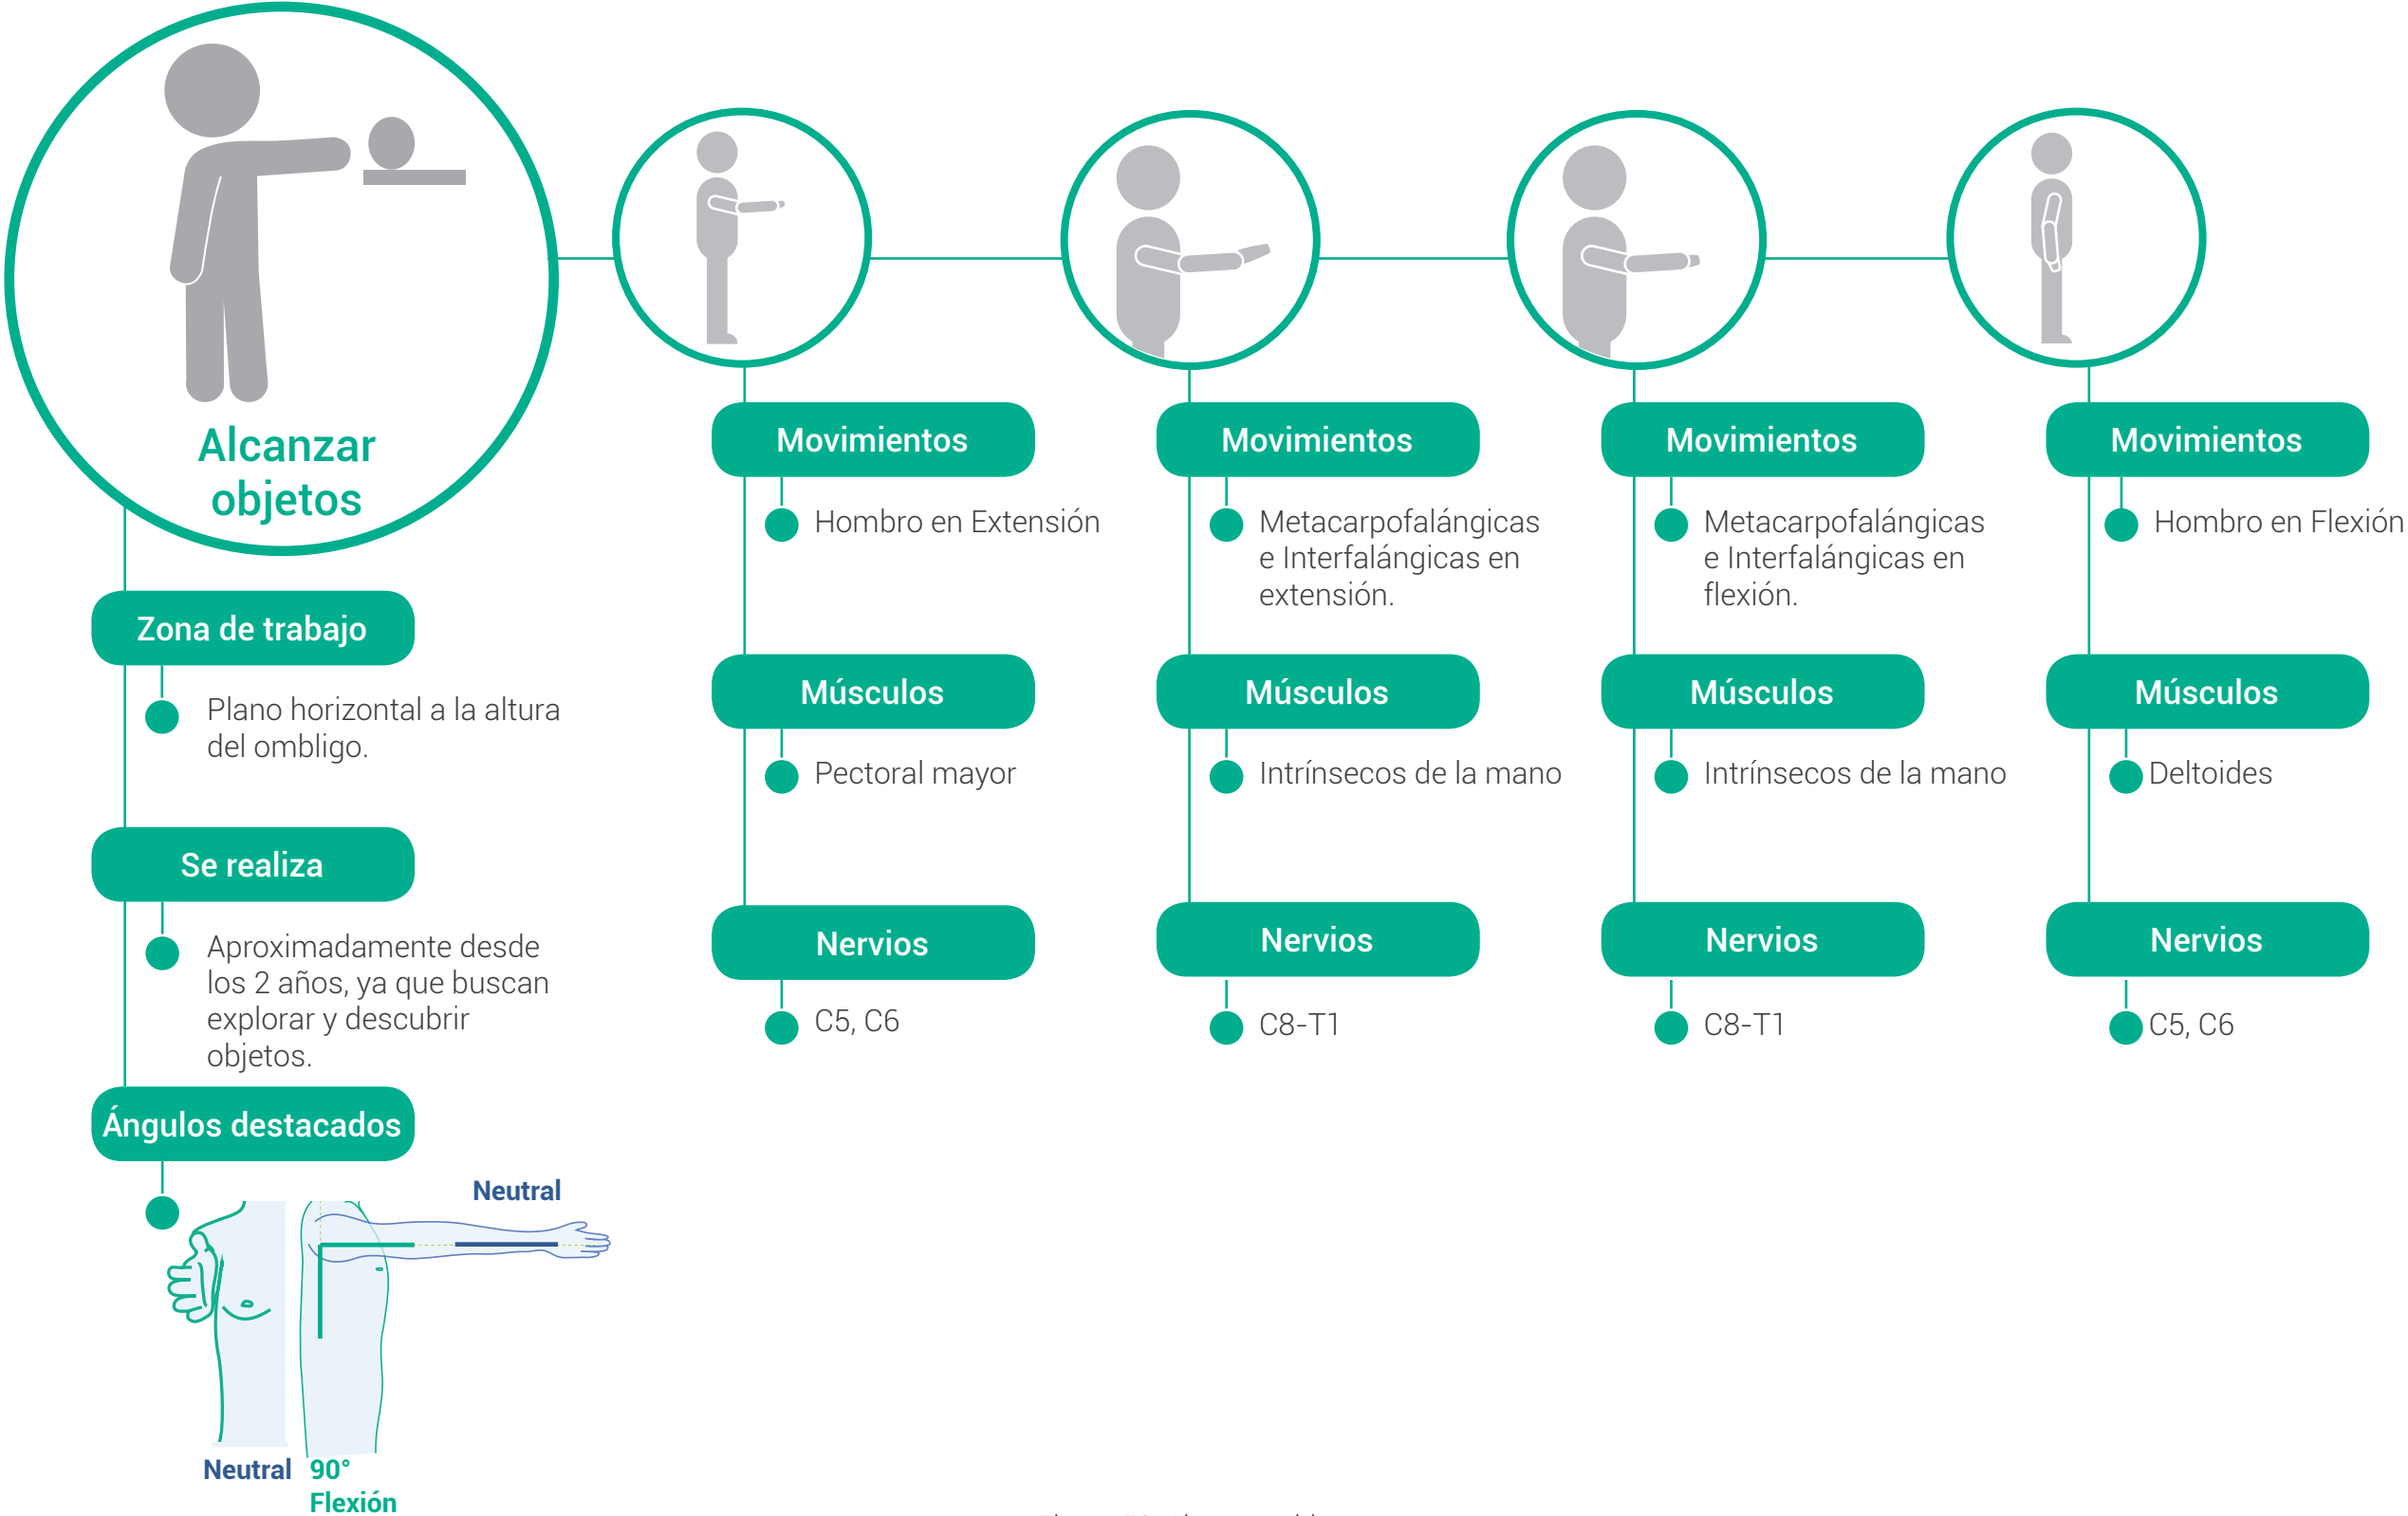 Alcanzar
objetos
Zona de trabajo
Plano horizontal a la altura
del ombligo.
Se realiza
Aproximadamente desde
los 2 años, ya que buscan
explorar y descubrir
objetos.
Ángulos destacados
Neutral
Neutral
90°
Flexión
Movimientos
Hombro en Extensión
Músculos
Pectoral mayor
Nervios
C5, C6
Movimientos
Metacarpofalángicas
e Interfalángicas en
extensión.
Músculos
Intrínsecos de la mano
Nervios
C8-T1
Movimientos
Metacarpofalángicas
e Interfalángicas en
flexión.
Músculos
Intrínsecos de la mano
Nervios
C8-T1
Movimientos
Hombro en Flexión
Músculos
Deltoides
Nervios
C5, C6